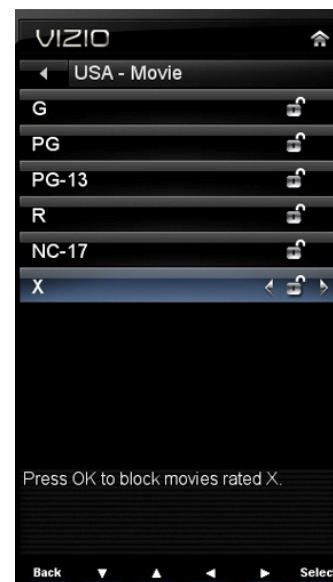 VIZIO
USA - Movie
G
PG
PG-13
R
NC-17
X
Press OK to block movies rated X.
Back Selec